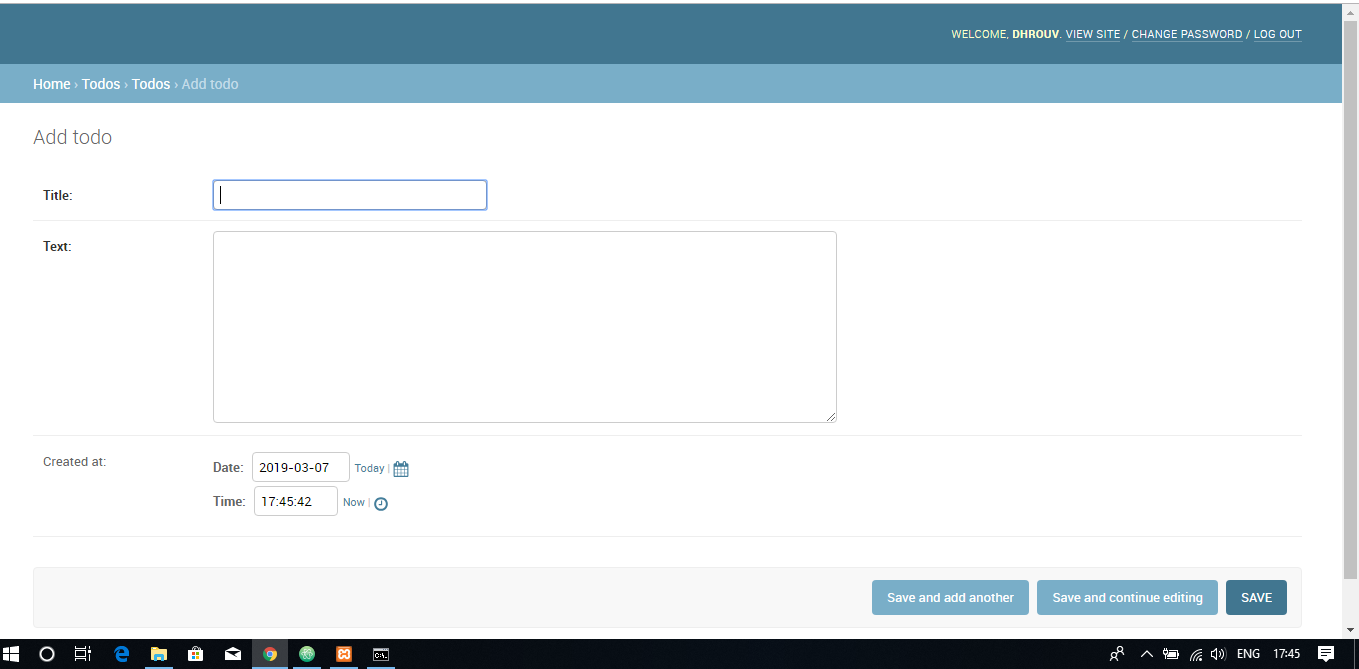 WELCOME, DHROUV. VIEW SITE / CHANGE PASSWORD / LOG OUT
Home › Todos › Todos › Add todo
Add todo
Title:
Text:
Created at:
Date: 2019-03-07 Today |
Time: 17:45:42 Now |
Save and add another Save and continue editing SAVE
ENG 17:45